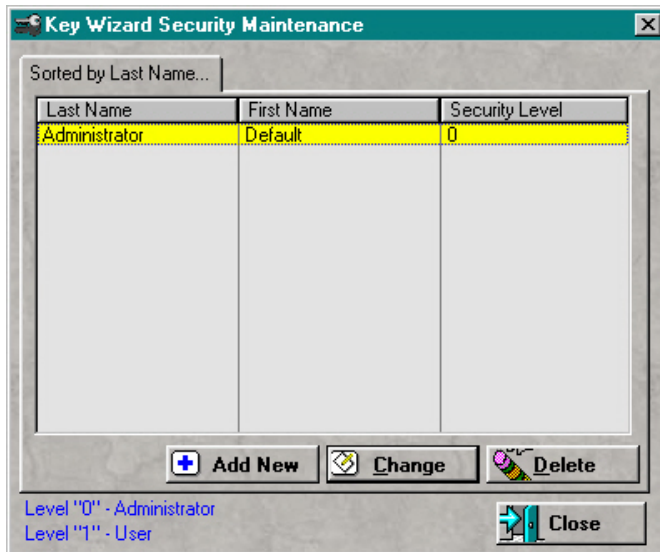 Key Wizard Security Maintenance
Sorted by Last Name...
Last Name First Name Security Level
Administrator Default 0
Add New Change Delete
Level "0" - Administrator
Level "1" - User
Close